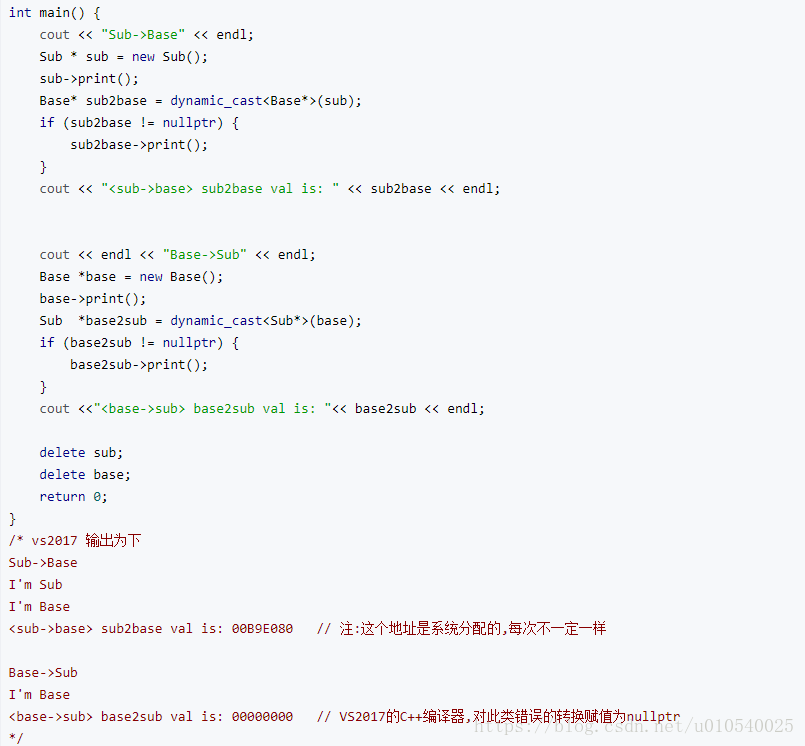 int main() {
    cout << "Sub->Base" << endl;
    Sub * sub = new Sub();
    sub->print();
    Base* sub2base = dynamic_cast<Base*>(sub);
    if (sub2base != nullptr) {
        sub2base->print();
    }
    cout << "<sub->base> sub2base val is: " << sub2base << endl;
    cout << endl << "Base->Sub" << endl;
    Base *base = new Base();
    base->print();
    Sub  *base2sub = dynamic_cast<Sub*>(base);
    if (base2sub != nullptr) {
        base2sub->print();
    }
    cout <<"<base->sub> base2sub val is: "<< base2sub << endl;
    delete sub;
    delete base;
    return 0;
}
/* vs2017 输出为下
Sub->Base
I'm Sub
I'm Base
<sub->base> sub2base val is: 00B9E080   // 注:这个地址是系统分配的,每次不一定一样
Base->Sub
I'm Base
<base->sub> base2sub val is: 00000000   // VS2017的C++编译器,对此类错误的转换赋值为nullptr
https://blog.csdn.net/u010540025
*/